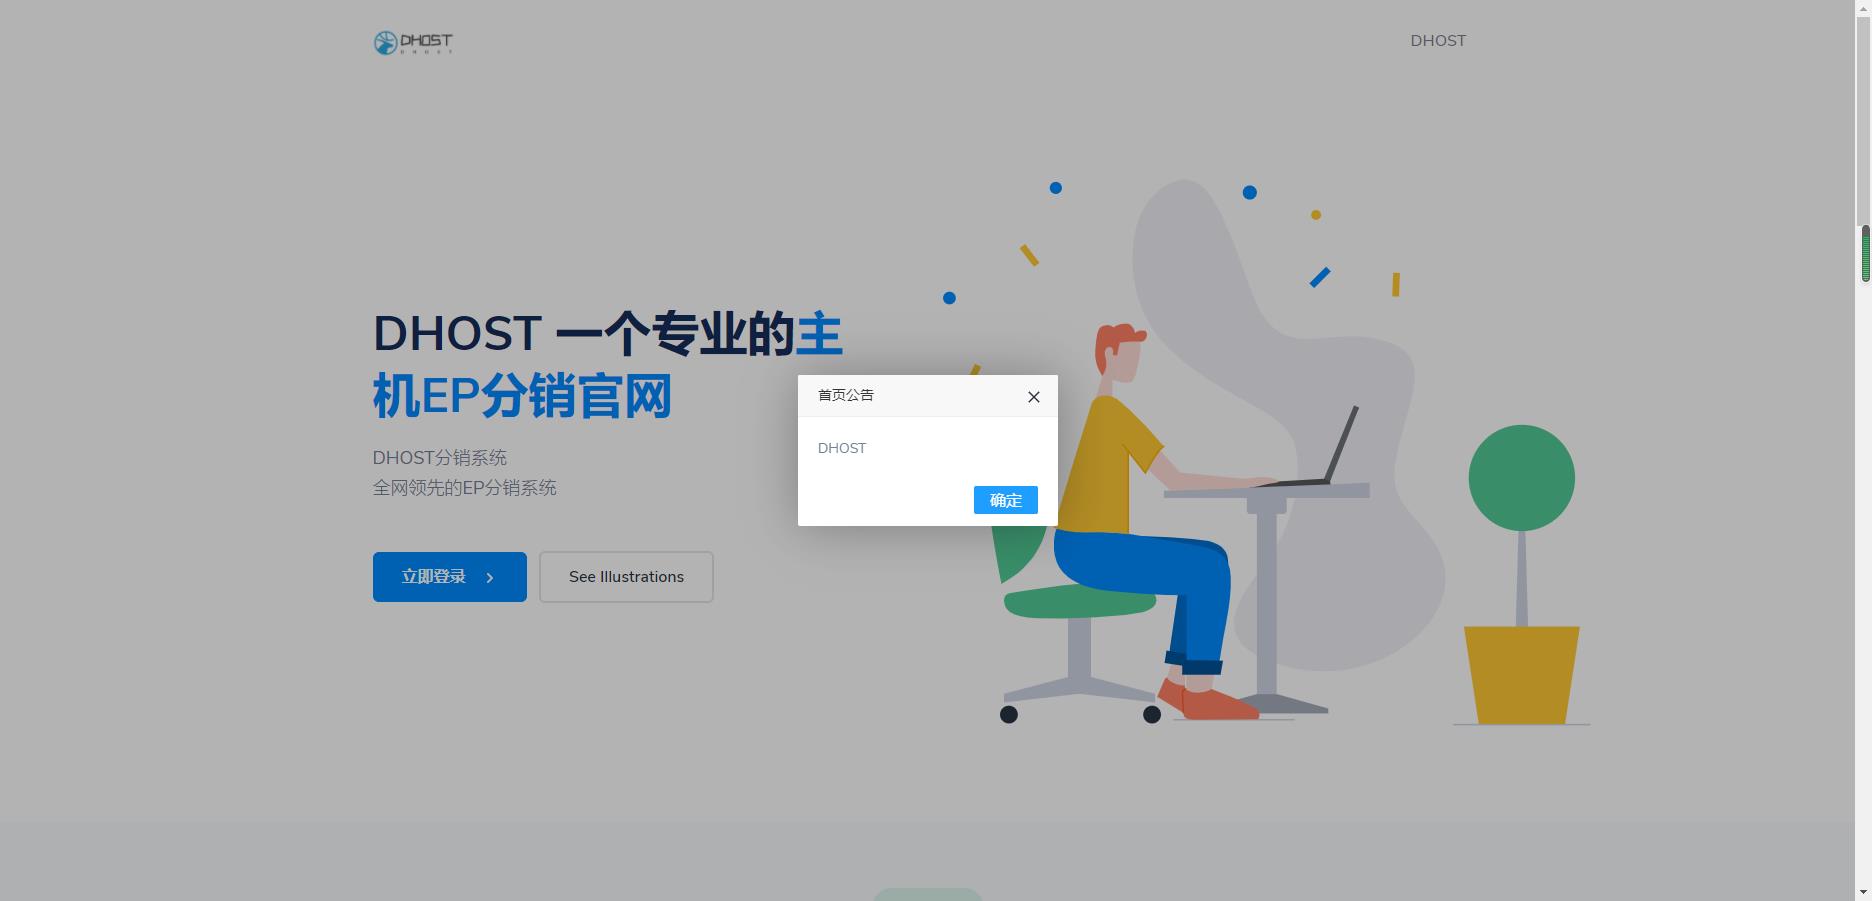 DHOST
DHOST
DHOST
DHOST 一个专业的主
机EP分销官网
DHOST分销系统
全网领先的EP分销系统
立即登录
See Illustrations
首页公告
DHOST
确定